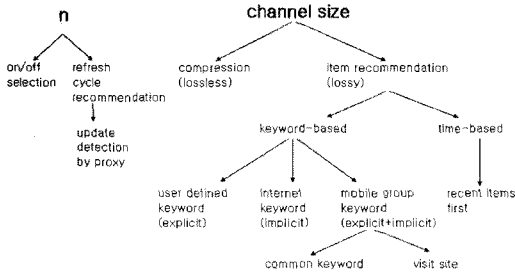 n
channel size
on/off
selection
refresh
cycle
recommendation
compression
(lossless)
item recommendation
(lossy)
update
detection
by proxy
keyword-based
time-based
user defined
keyword
(explicit)
internet
keyword
(implicit)
mobile group
keyword
(explicit+implicit)
recent items
first
common keyword
visit site